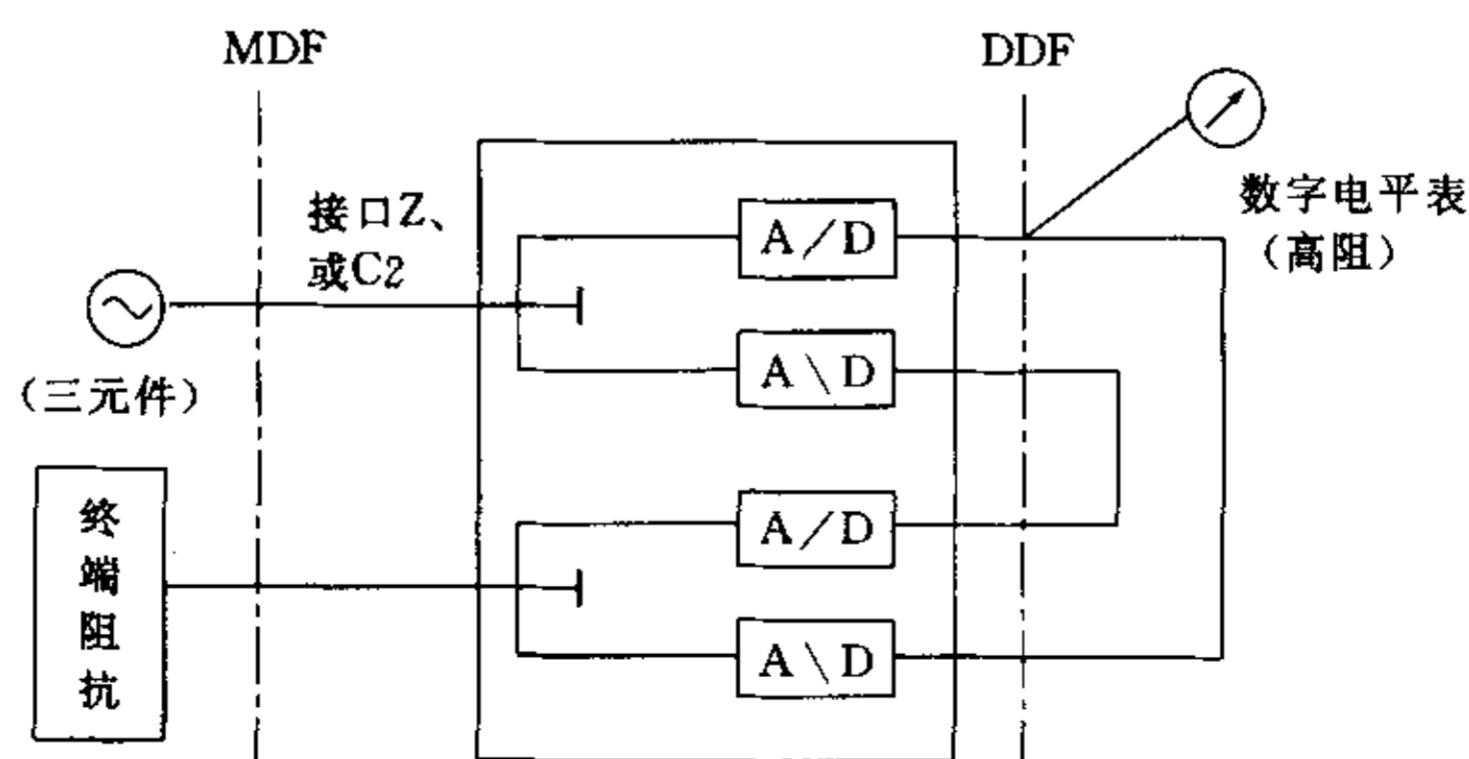 MDF
DDF
接口Z、
或C2
A/D
数字电平表
（高阻）
A\D
（三元件）
终
端
阻
抗
A/D
A\D